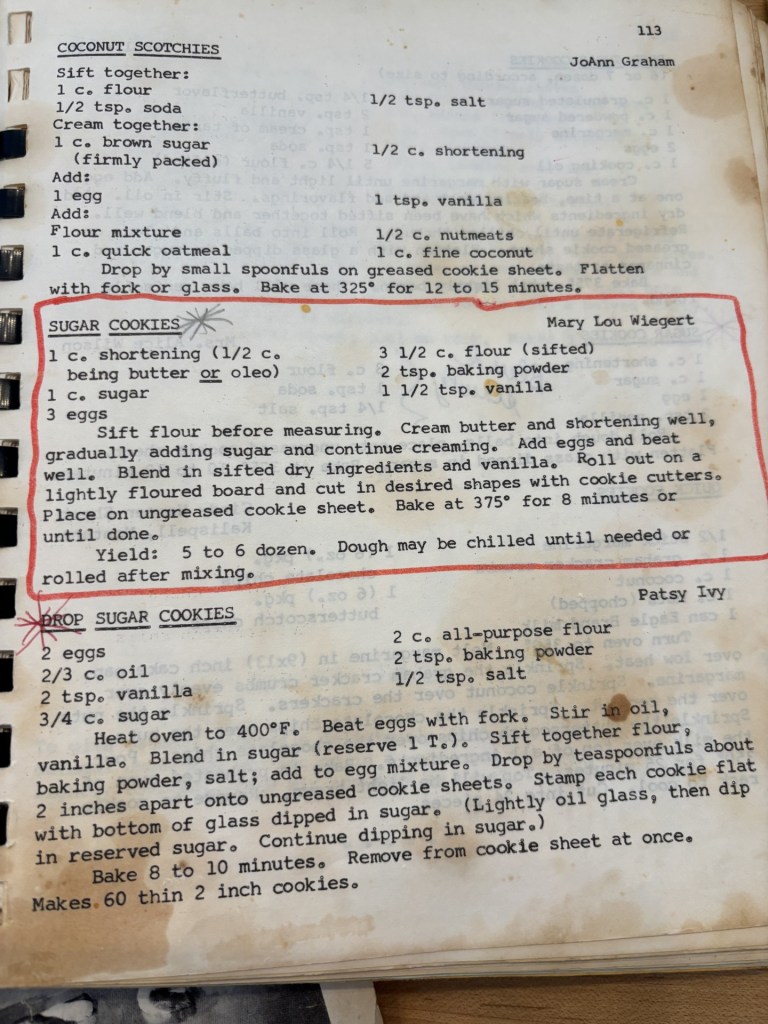 113
COCONUT SCOTCHIES
JoAnn Graham
Sift together:
1 c. flour
1/2 tsp. salt
1/2 tsp. soda
Cream together:
1 c. brown sugar
1/2 c. shortening
(firmly packed)
Add:
1 egg
1 tsp. vanilla
Add:
Flour mixture
1/2 c. nutmeats
1 c. quick oatmeal
1 c. fine coconut
Drop by small spoonfuls on greased cookie sheet. Flatten
with fork or glass. Bake at 325° for 12 to 15 minutes.
SUGAR COOKIES
Mary Lou Wiegert
1 c. shortening (1/2 c.
3 1/2 c. flour (sifted)
being butter or oleo)
2 tsp. baking powder
1 c. sugar
1 1/2 tsp. vanilla
3 eggs
Sift flour before measuring. Cream butter and shortening well,
gradually adding sugar and continue creaming. Add eggs and beat
well. Blend in sifted dry ingredients and vanilla. Roll out on a
lightly floured board and cut in desired shapes with cookie cutters.
Place on ungreased cookie sheet. Bake at 375° for 8 minutes or
until done.
Yield: 5 to 6 dozen. Dough may be chilled until needed or
rolled after mixing.
DROP SUGAR COOKIES
Patsy Ivy
2 eggs
2 c. all-purpose flour
2/3 c. oil
2 tsp. baking powder
2 tsp. vanilla
1/2 tsp. salt
3/4 c. sugar
Heat oven to 400°F. Beat eggs with fork. Stir in oil,
vanilla. Blend in sugar (reserve 1 T.). Sift together flour,
baking powder, salt; add to egg mixture. Drop by teaspoonfuls about
2 inches apart onto ungreased cookie sheets. Stamp each cookie flat
with bottom of glass dipped in sugar. (Lightly oil glass, then dip
in reserved sugar. Continue dipping in sugar.)
Bake 8 to 10 minutes. Remove from cookie sheet at once.
Makes 60 thin 2 inch cookies.